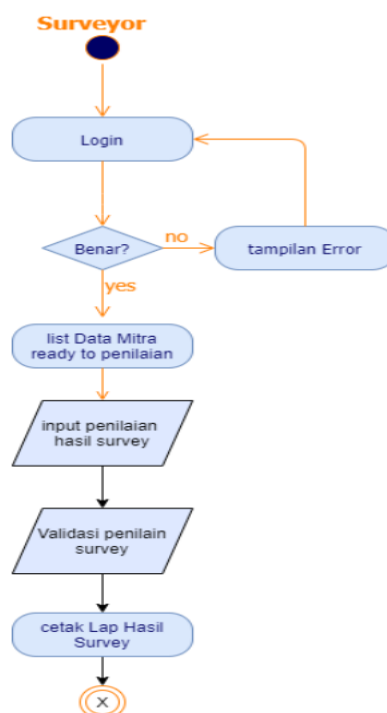 Surveyor
Login
Benar?
no
tampilan Error
yes
list Data Mitra
ready to penilaian
input penilaian
hasil survey
Validasi penilain
survey
cetak Lap Hasil
Survey
X